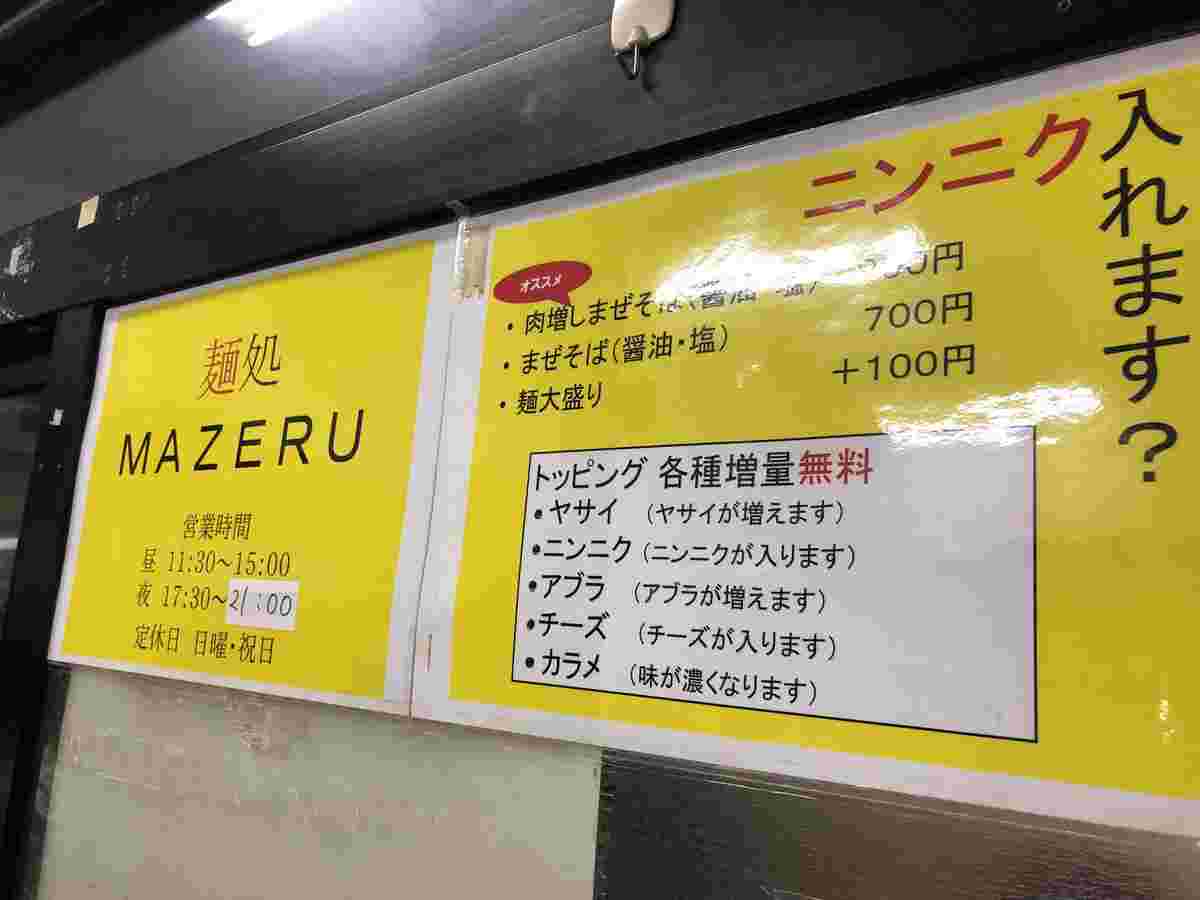 麺処
MAZERU
営業時間
昼 11:30～15:00
夜 17:30～21:00
定休日 日曜・祝日
ニンニク
入れます？
オススメ
・肉増しまぜそば(醤油・塩) 円
・まぜそば(醤油・塩) 700円
・麺大盛り +100円
トッピング 各種増量無料
・ヤサイ (ヤサイが増えます)
・ニンニク (ニンニクが入ります)
・アブラ (アブラが増えます)
・チーズ (チーズが入ります)
・カラメ (味が濃くなります)